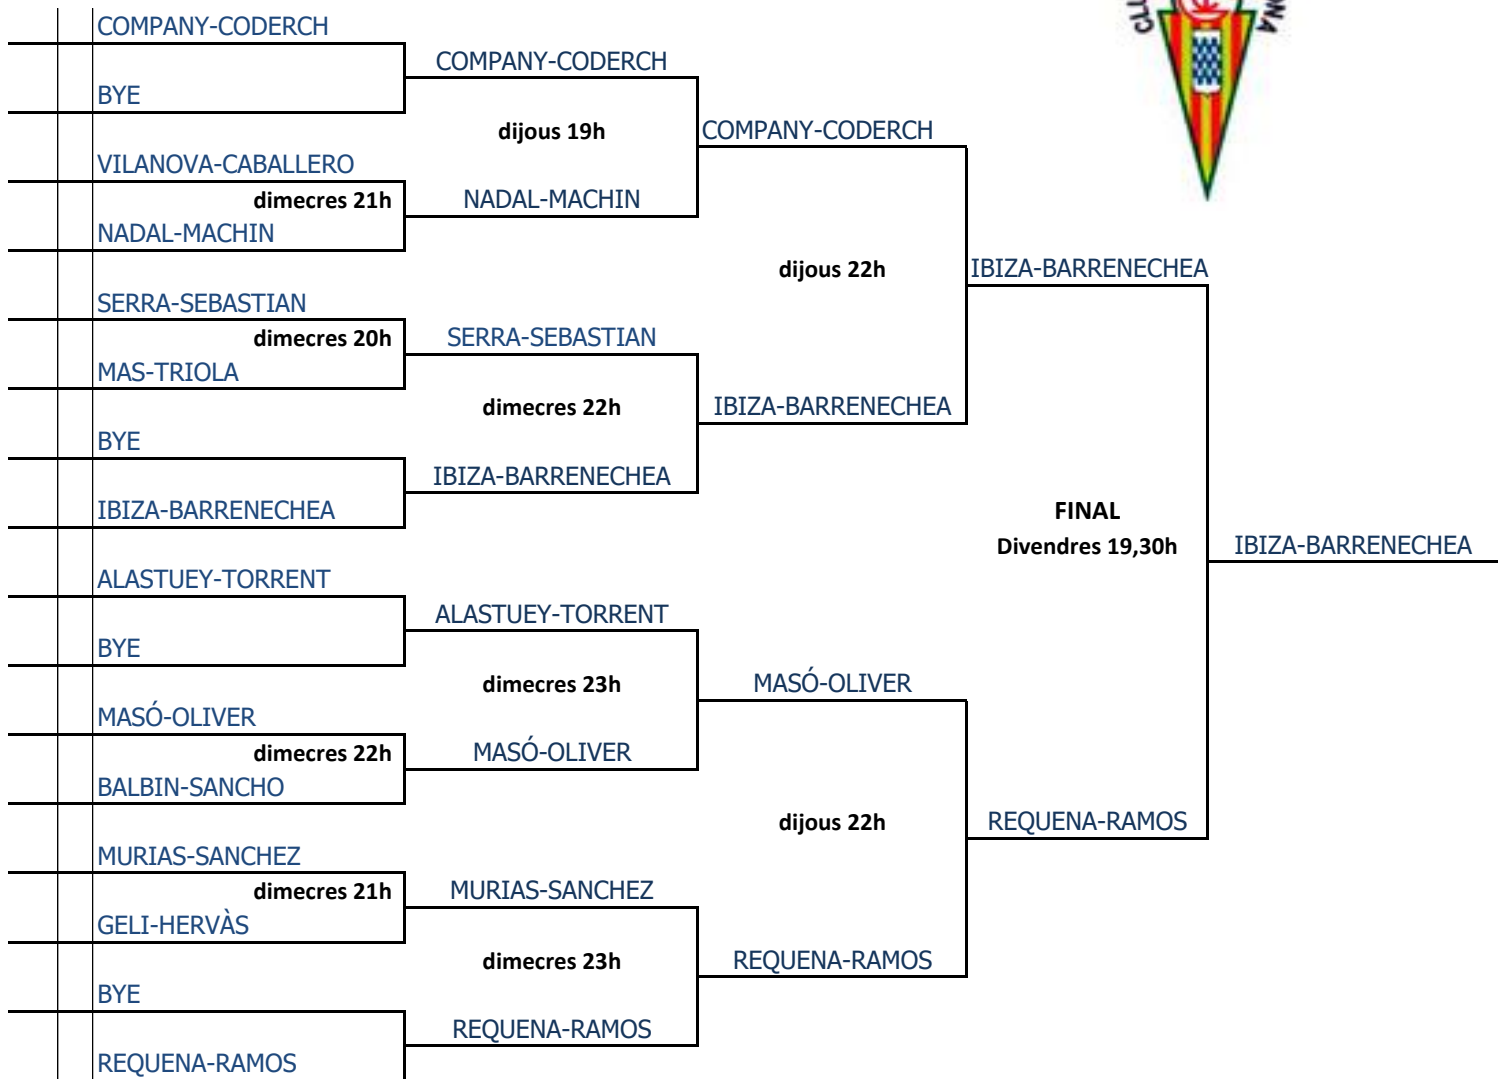 COMPANY-CODERCH
BYE
VILANOVA-CABALLERO
dimecres 21h
NADAL-MACHIN
SERRA-SEBASTIAN
dimecres 20h
MAS-TRIOLA
BYE
IBIZA-BARRENECHEA
ALASTUEY-TORRENT
BYE
MASÓ-OLIVER
dimecres 22h
BALBIN-SANCHO
MURIAS-SANCHEZ
dimecres 21h
GELI-HERVÀS
BYE
REQUENA-RAMOS
COMPANY-CODERCH
dijous 19h
NADAL-MACHIN
SERRA-SEBASTIAN
dimecres 22h
IBIZA-BARRENECHEA
ALASTUEY-TORRENT
dimecres 23h
MASÓ-OLIVER
MURIAS-SANCHEZ
dimecres 23h
REQUENA-RAMOS
COMPANY-CODERCH
dijous 22h
IBIZA-BARRENECHEA
MASÓ-OLIVER
dijous 22h
REQUENA-RAMOS
IBIZA-BARRENECHEA
FINAL
Divendres 19,30h
REQUENA-RAMOS
IBIZA-BARRENECHEA